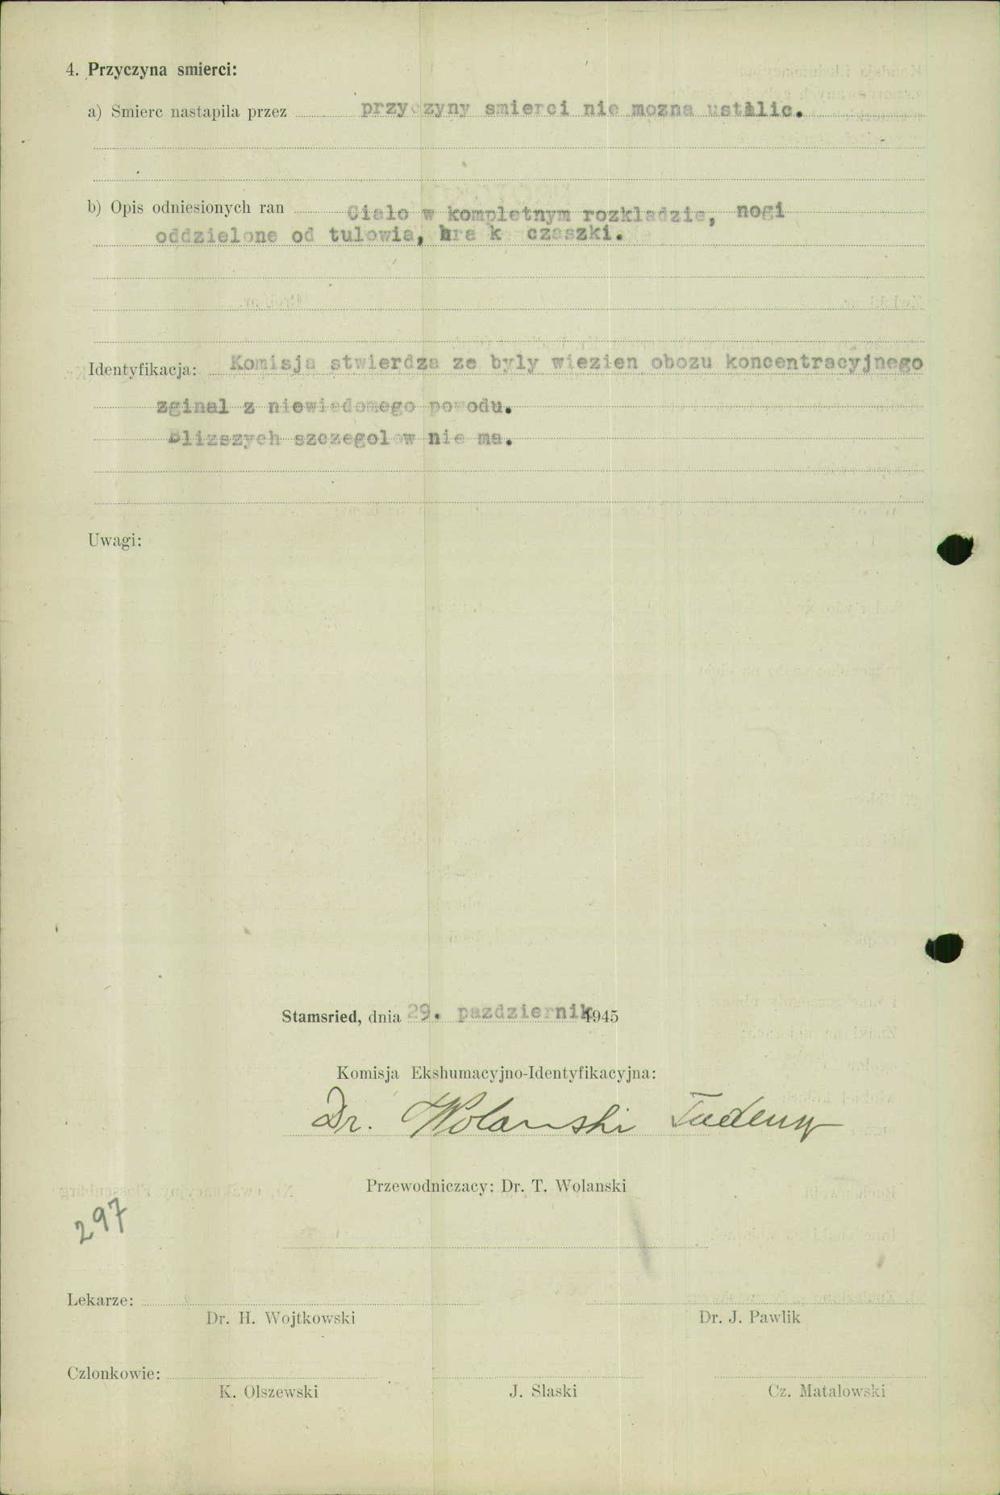 4. Przyczyna smierci:
a) Smierc nastapila przez przyczyny smierci nie mozna ustalic.
b) Opis odniesionych ran Cialo w kompletnym rozkladzie, nogi
oddzielone od tulowia, bra k czaszki.
Identyfikacja: Komisja stwierdza ze byly wiezien obozu koncentracyjnego
zginal z niewiedomego powodu.
Blizszych szczegolow nie ma.
Uwagi:
Stamsried, dnia 29. pazdziernik 1945
Komisja Ekshumacyjno-Identyfikacyjna:
Dr. Wolanski Tadeusz
Przewodniczacy: Dr. T. Wolanski
297
Lekarze:
Dr. H. Wojtkowski Dr. J. Pawlik
Czlonkowie:
K. Olszewski J. Slaski Cz. Matalowski